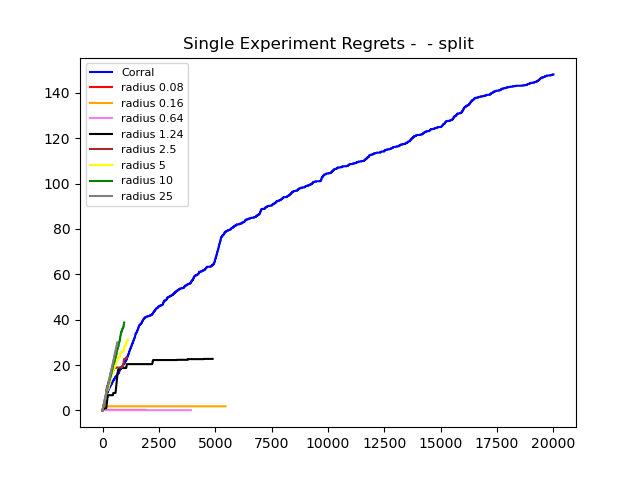 Single Experiment Regrets -  - split
Corral
radius 0.08
radius 0.16
radius 0.64
radius 1.24
radius 2.5
radius 5
radius 10
radius 25
140
120
100
80
60
40
20
0
0 2500 5000 7500 10000 12500 15000 17500 20000